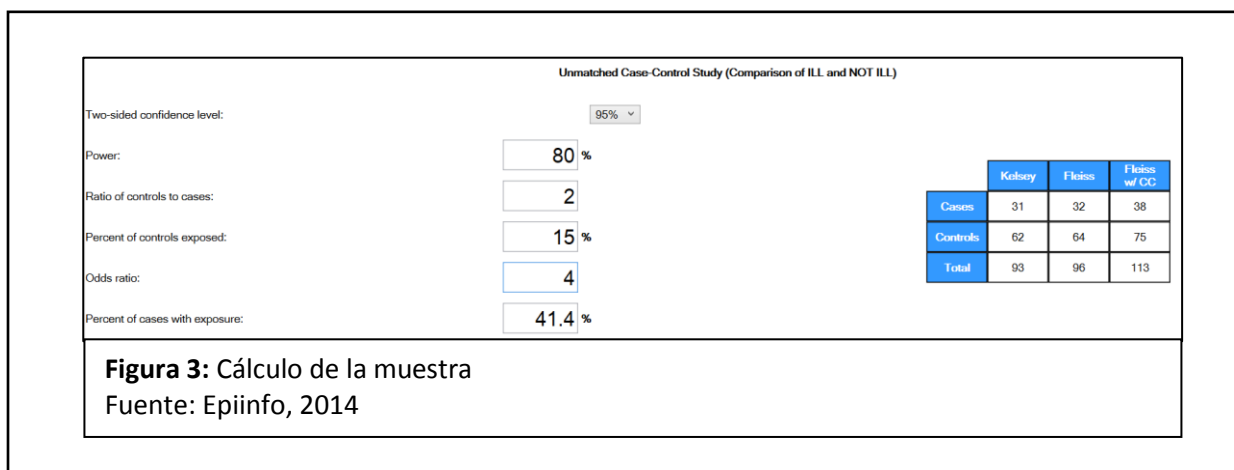 Unmatched Case-Control Study (Comparison of ILL and NOT ILL)
Two-sided confidence level: 95%
Power: 80 %
Ratio of controls to cases: 2
Percent of controls exposed: 15 %
Odds ratio: 4
Percent of cases with exposure: 41.4 %
Kelsey Fleiss Fleiss w/ CC
Cases 31 32 38
Controls 62 64 75
Total 93 96 113
Figura 3: Cálculo de la muestra
Fuente: Epiinfo, 2014